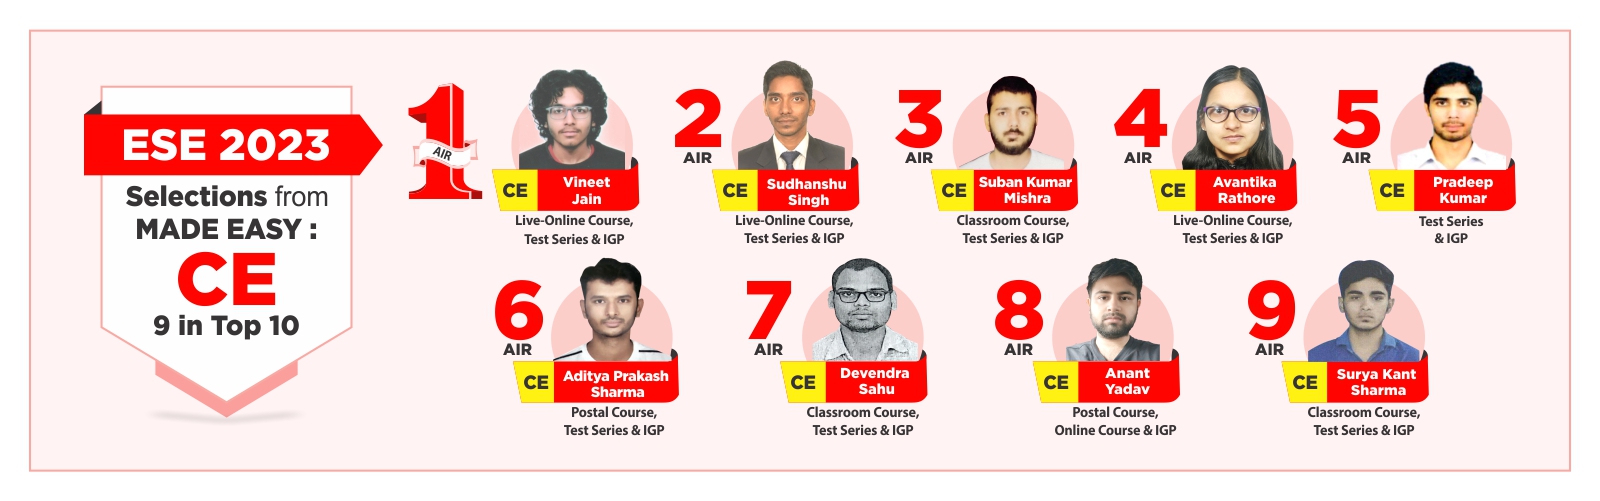 ESE 2023
Selections from
MADE EASY :
CE
9 in Top 10
1
AIR
CE
Vineet
Jain
Live-Online Course,
Test Series & IGP
2
AIR
CE
Sudhanshu
Singh
Live-Online Course,
Test Series & IGP
3
AIR
CE
Suban Kumar
Mishra
Classroom Course,
Test Series & IGP
4
AIR
CE
Avantika
Rathore
Live-Online Course,
Test Series & IGP
5
AIR
CE
Pradeep
Kumar
Test Series
& IGP
6
AIR
CE
Aditya Prakash
Sharma
Postal Course,
Test Series & IGP
7
AIR
CE
Devendra
Sahu
Classroom Course,
Test Series & IGP
8
AIR
CE
Anant
Yadav
Postal Course,
Online Course & IGP
9
AIR
CE
Surya Kant
Sharma
Classroom Course,
Test Series & IGP